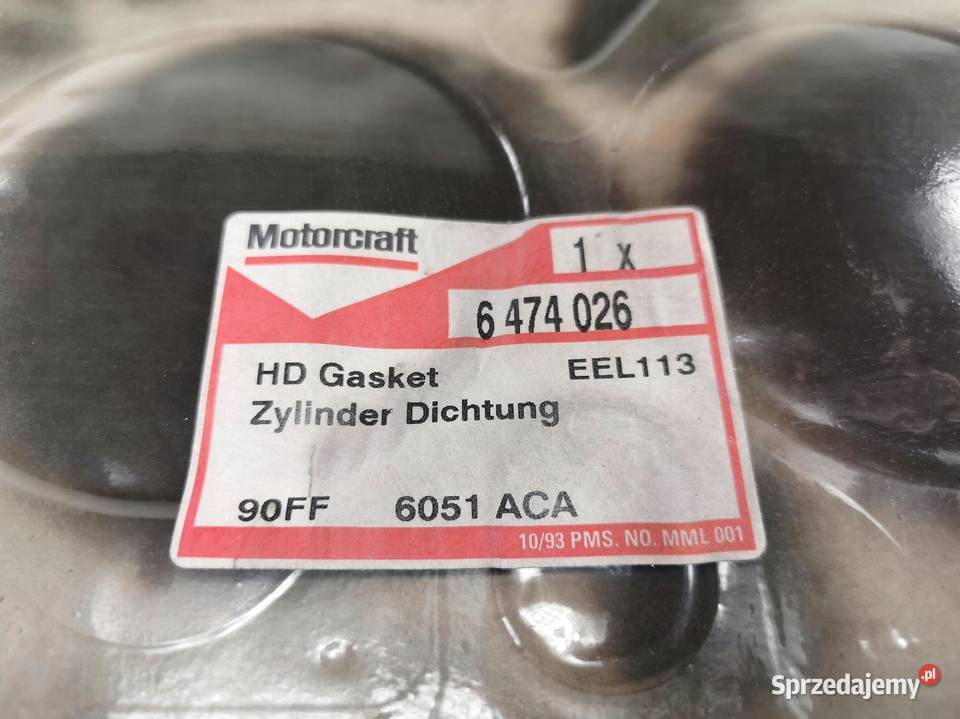 Motorcraft
1 x
6 474 026
HD Gasket EEL113
Zylinder Dichtung
90FF 6051 ACA
10/93 PMS. NO. MML 001
Sprzedajemy.pl